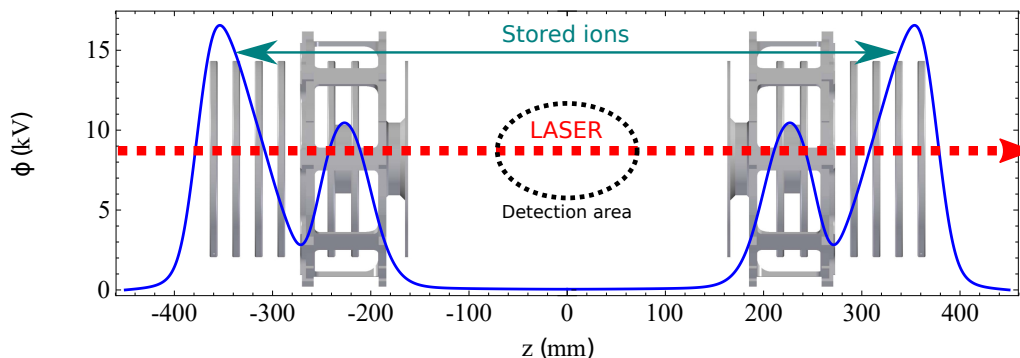 Stored ions
15
LASER
10
ϕ (kV)
5
Detection area
0
-400 -300 -200 -100 0 100 200 300 400
z (mm)